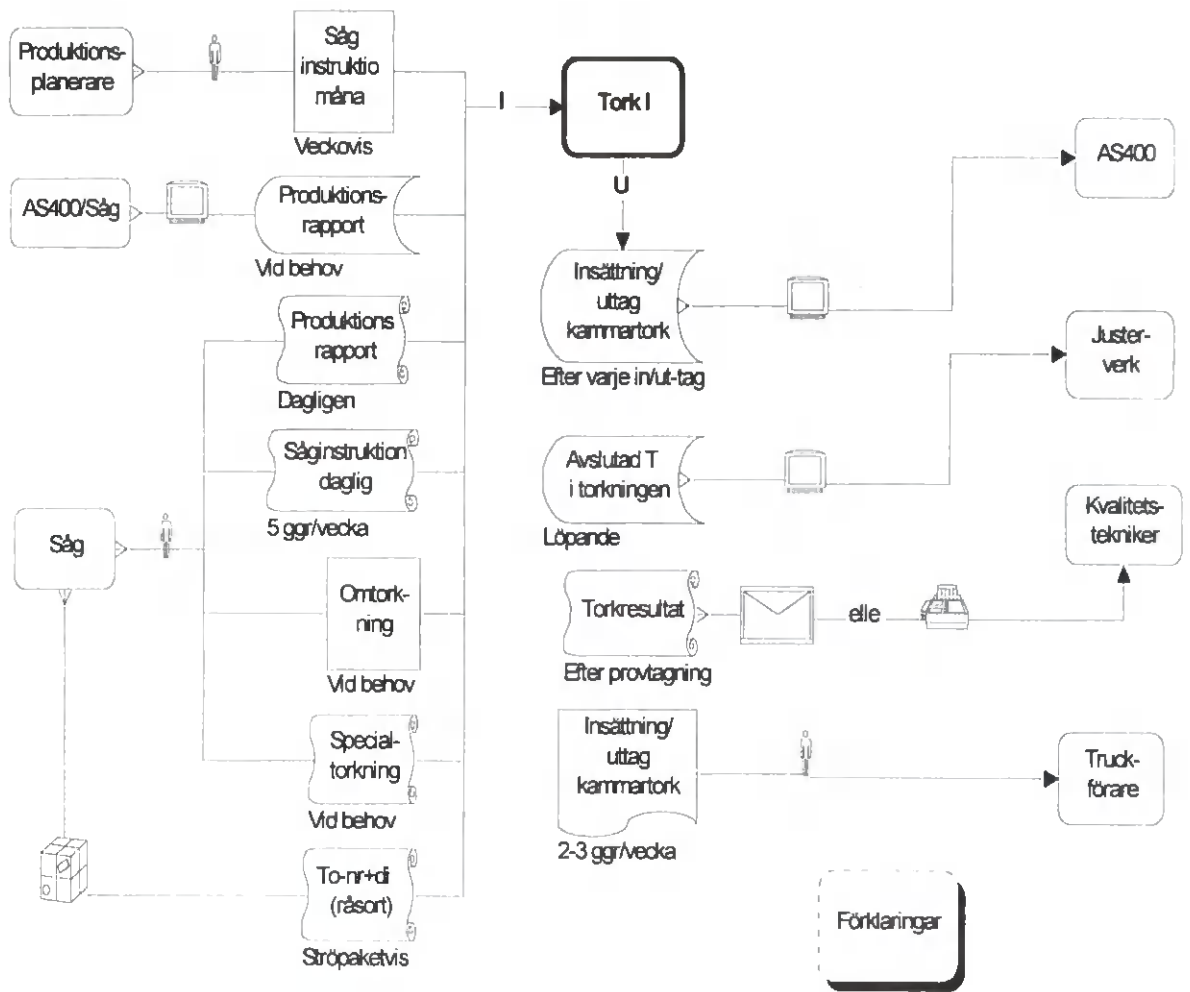 Produktions-
planerare
Såg
instruktio
måna
Veckovis
I
Tork I
AS400
AS400/Såg
Produktions-
rapport
Vid behov
U
Insättning/
uttag
kammartork
Efter varje in/ut-tag
Produktions
rapport
Dagligen
Juster-
verk
Såginstruktion
daglig
5 ggr/vecka
Avslutad T
i torkningen
Löpande
Såg
Kvalitets-
tekniker
Omtork-
ning
Vid behov
Torkresultat
elle
Efter provtagning
Special-
torkning
Vid behov
Insättning/
uttag
kammartork
2-3 ggr/vecka
Truck-
förare
To-nr+di
(råsort)
Ströpaketvis
Förklaringar